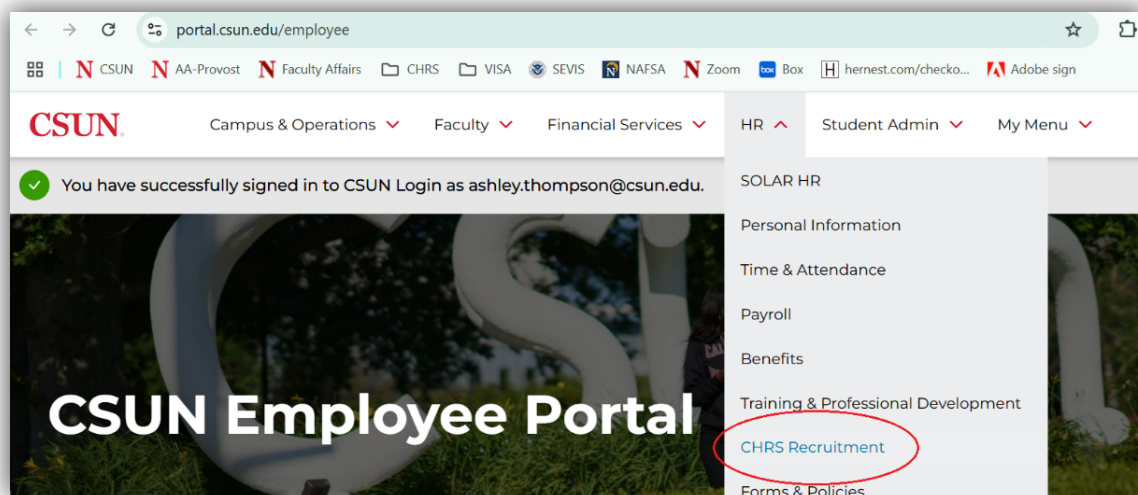 portal.csun.edu/employee
N CSUN N AA-Provost N Faculty Affairs CHRS VISA SEVIS N NAFSA N Zoom box Box H hernest.com/checko... Adobe sign
CSUN. Campus & Operations Faculty Financial Services HR Student Admin My Menu
You have successfully signed in to CSUN Login as ashley.thompson@csun.edu.
SOLAR HR
Personal Information
Time & Attendance
Payroll
Benefits
Training & Professional Development
CSUN Employee Portal
CHRS Recruitment
Forms & Policies